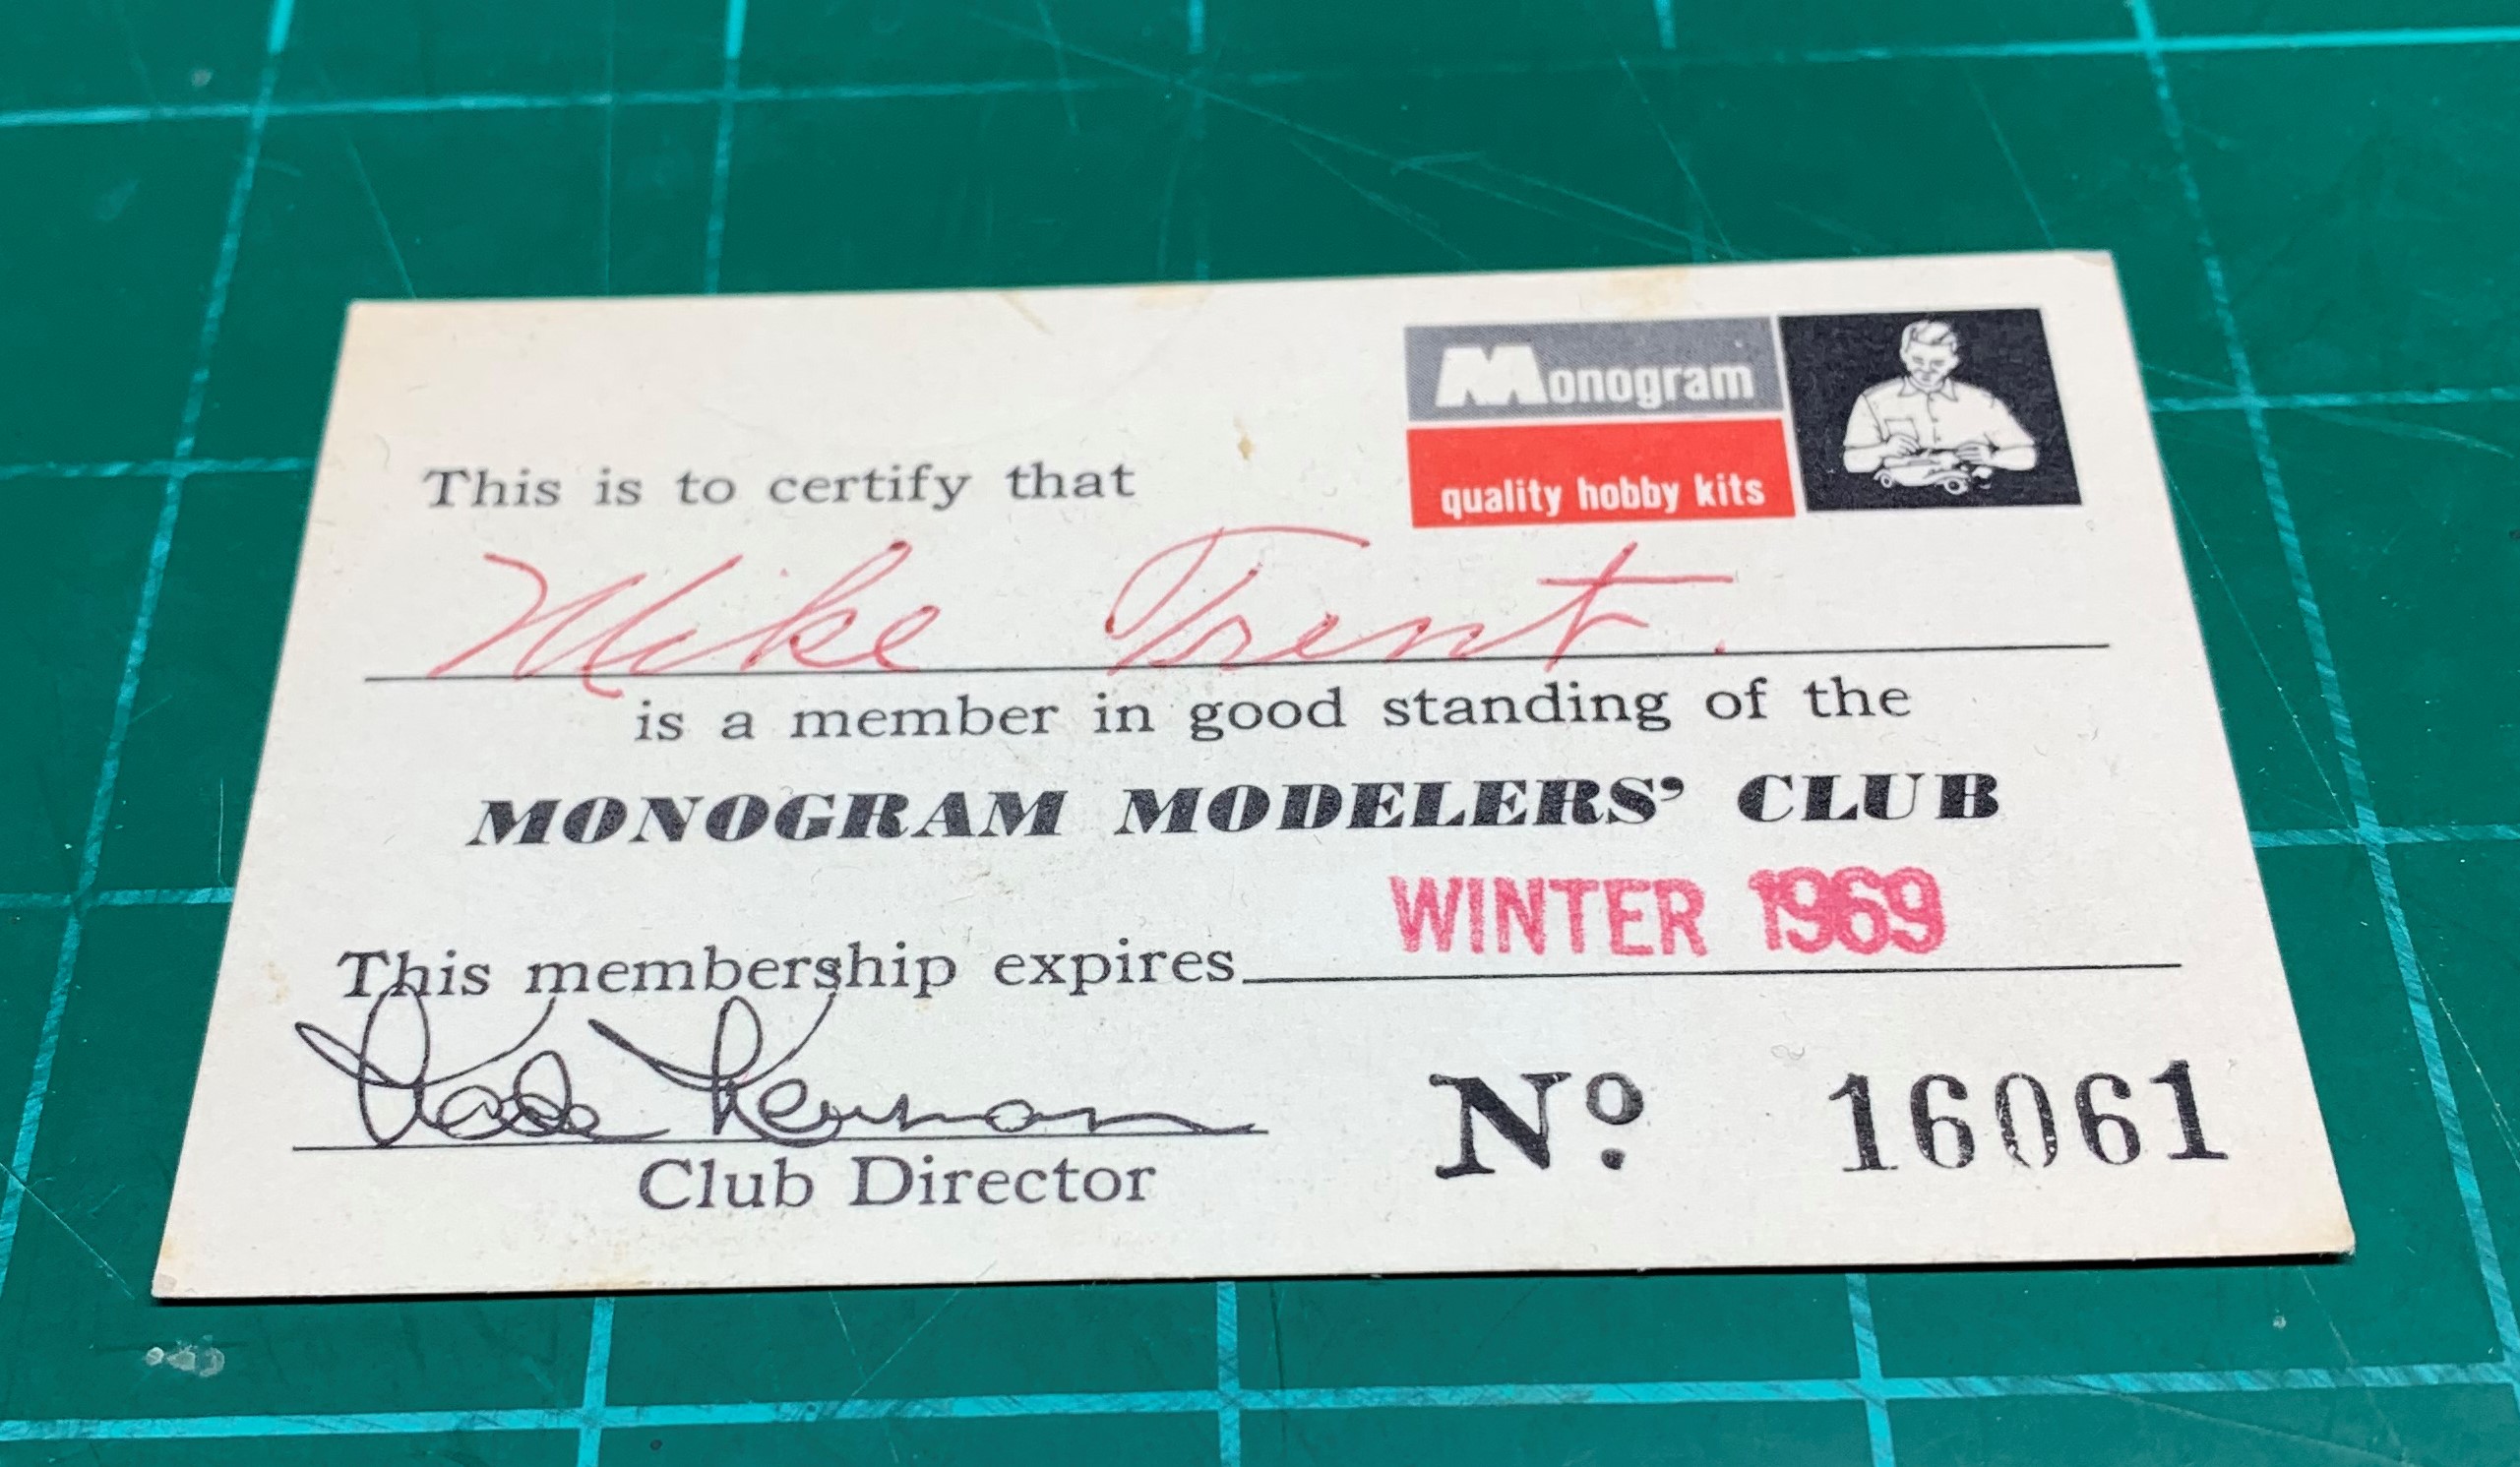 Monogram
quality hobby kits
This is to certify that
Mike Trent.
is a member in good standing of the
MONOGRAM MODELERS' CLUB
This membership expires WINTER 1969
Club Director
Nº. 16061